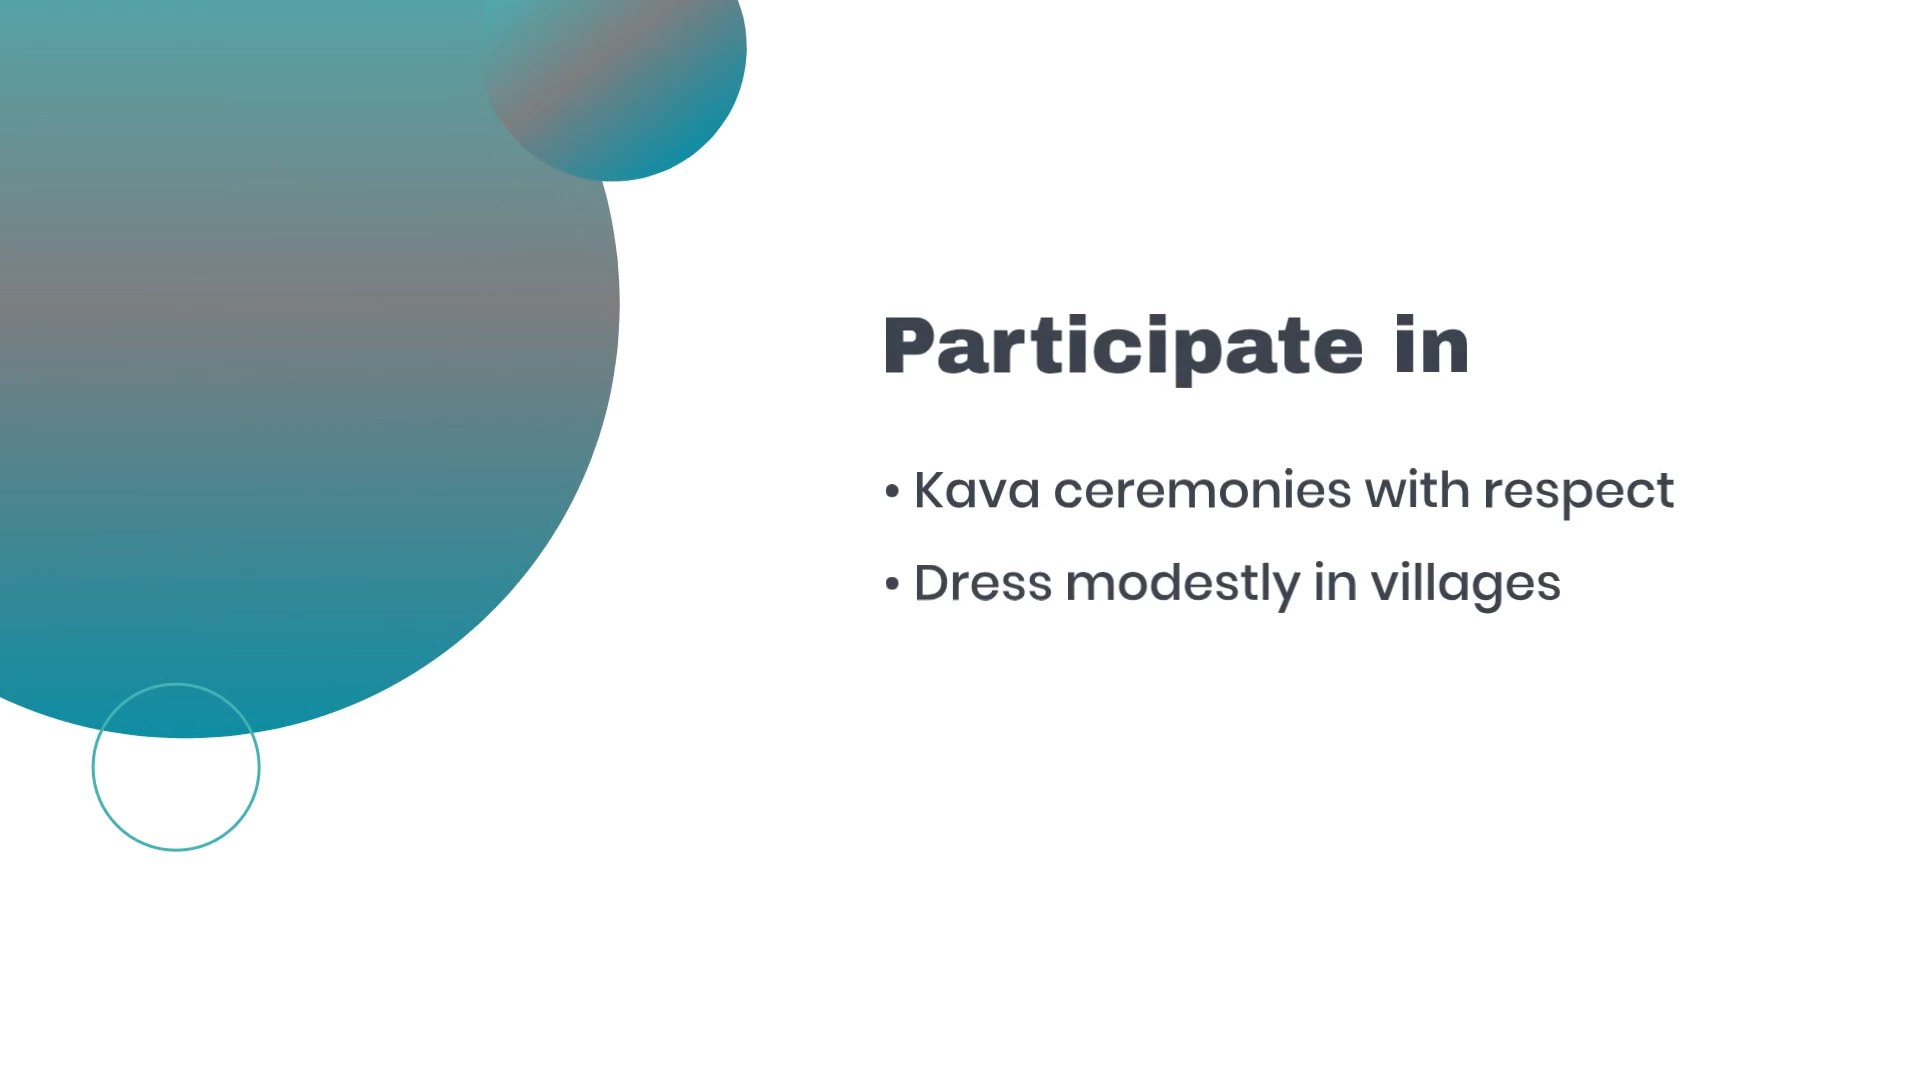 Participate in
• Kava ceremonies with respect
• Dress modestly in villages